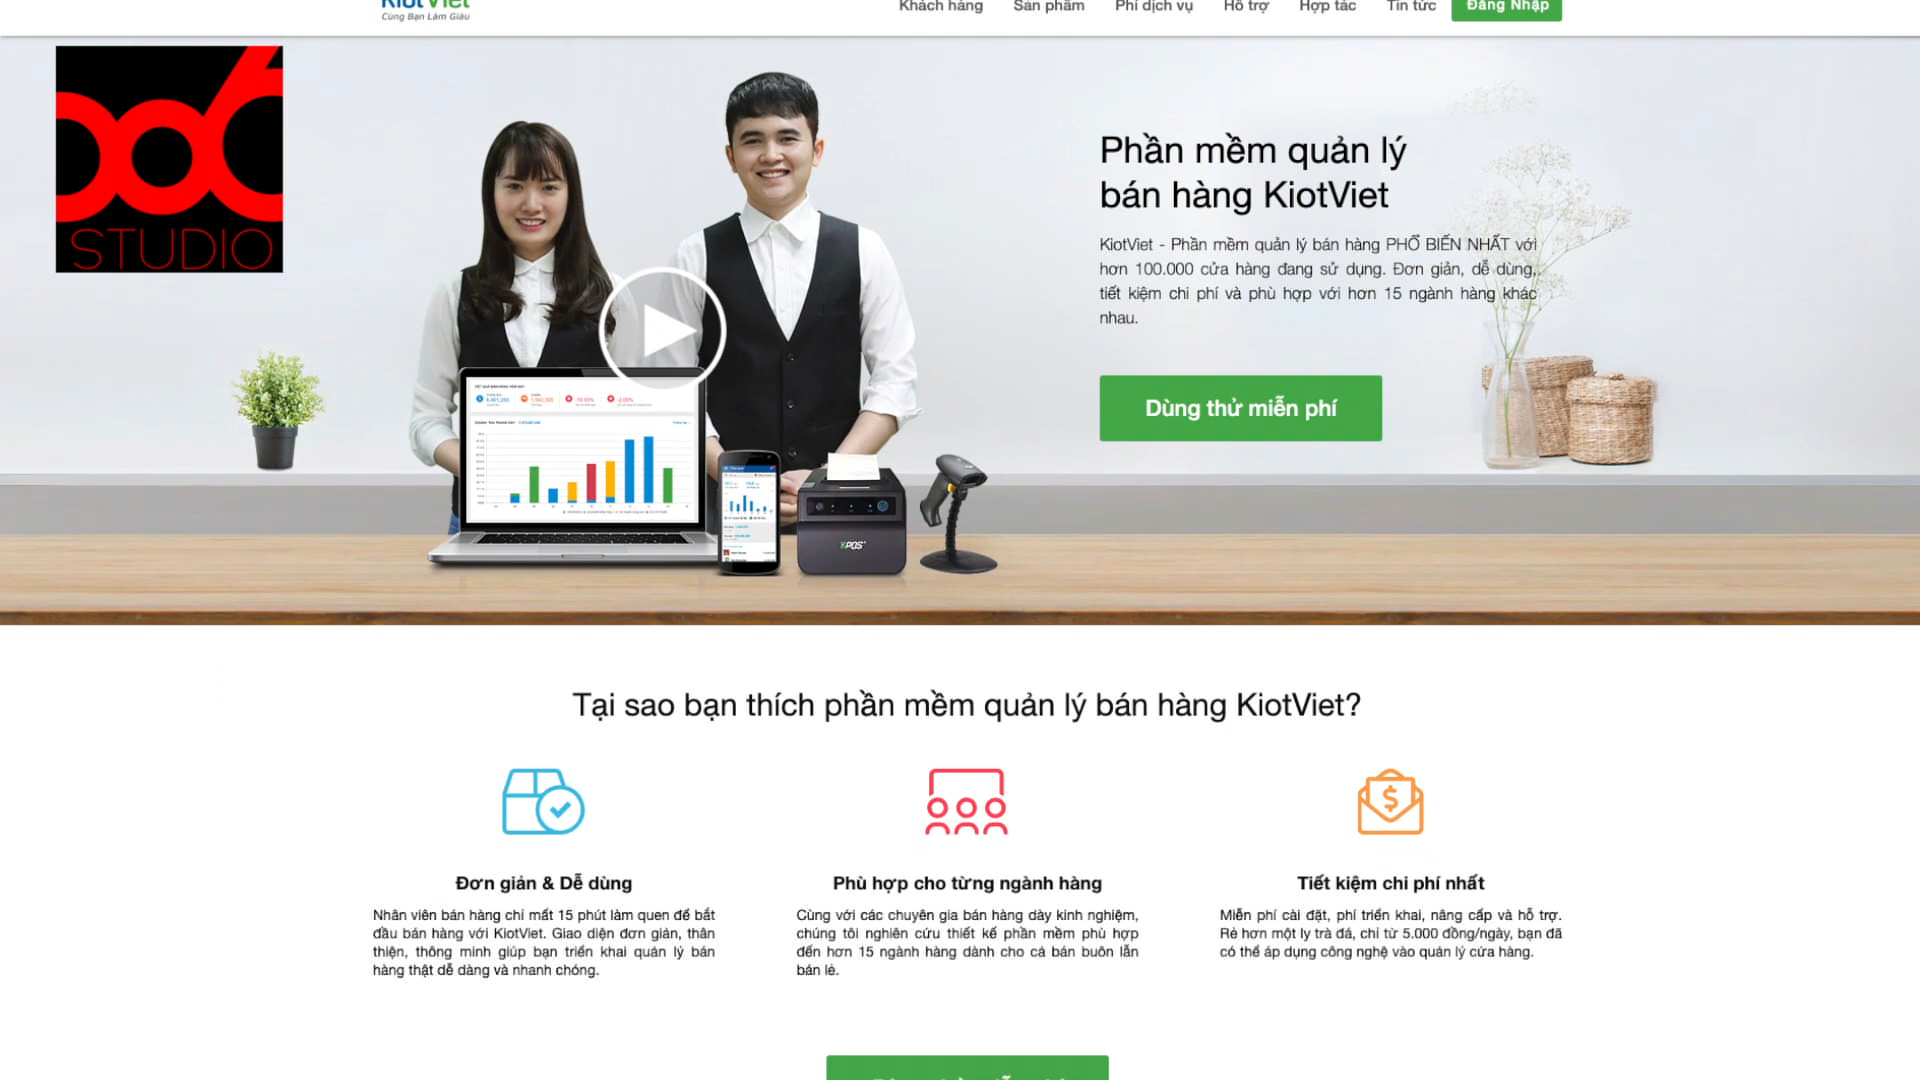 KiotViet
Cùng Bạn Làm Giàu
Khách hàng
Sản phẩm
Phí dịch vụ
Hỗ trợ
Hợp tác
Tin tức
Đăng Nhập
STUDIO
Phần mềm quản lý
bán hàng KiotViet
KiotViet - Phần mềm quản lý bán hàng PHỔ BIẾN NHẤT với
hơn 100.000 cửa hàng đang sử dụng. Đơn giản, dễ dùng,
tiết kiệm chi phí và phù hợp với hơn 15 ngành hàng khác
nhau.
Dùng thử miễn phí
KPOS
Tại sao bạn thích phần mềm quản lý bán hàng KiotViet?
Đơn giản & Dễ dùng
Nhân viên bán hàng chỉ mất 15 phút làm quen để bắt
đầu bán hàng với KiotViet. Giao diện đơn giản, thân
thiện, thông minh giúp bạn triển khai quản lý bán
hàng thật dễ dàng và nhanh chóng.
Phù hợp cho từng ngành hàng
Cùng với các chuyên gia bán hàng dày kinh nghiệm,
chúng tôi nghiên cứu thiết kế phần mềm phù hợp
đến hơn 15 ngành hàng dành cho cả bán buôn lẫn
bán lẻ.
Tiết kiệm chi phí nhất
Miễn phí cài đặt, phí triển khai, nâng cấp và hỗ trợ.
Rẻ hơn một ly trà đá, chỉ từ 5.000 đồng/ngày, bạn đã
có thể áp dụng công nghệ vào quản lý cửa hàng.